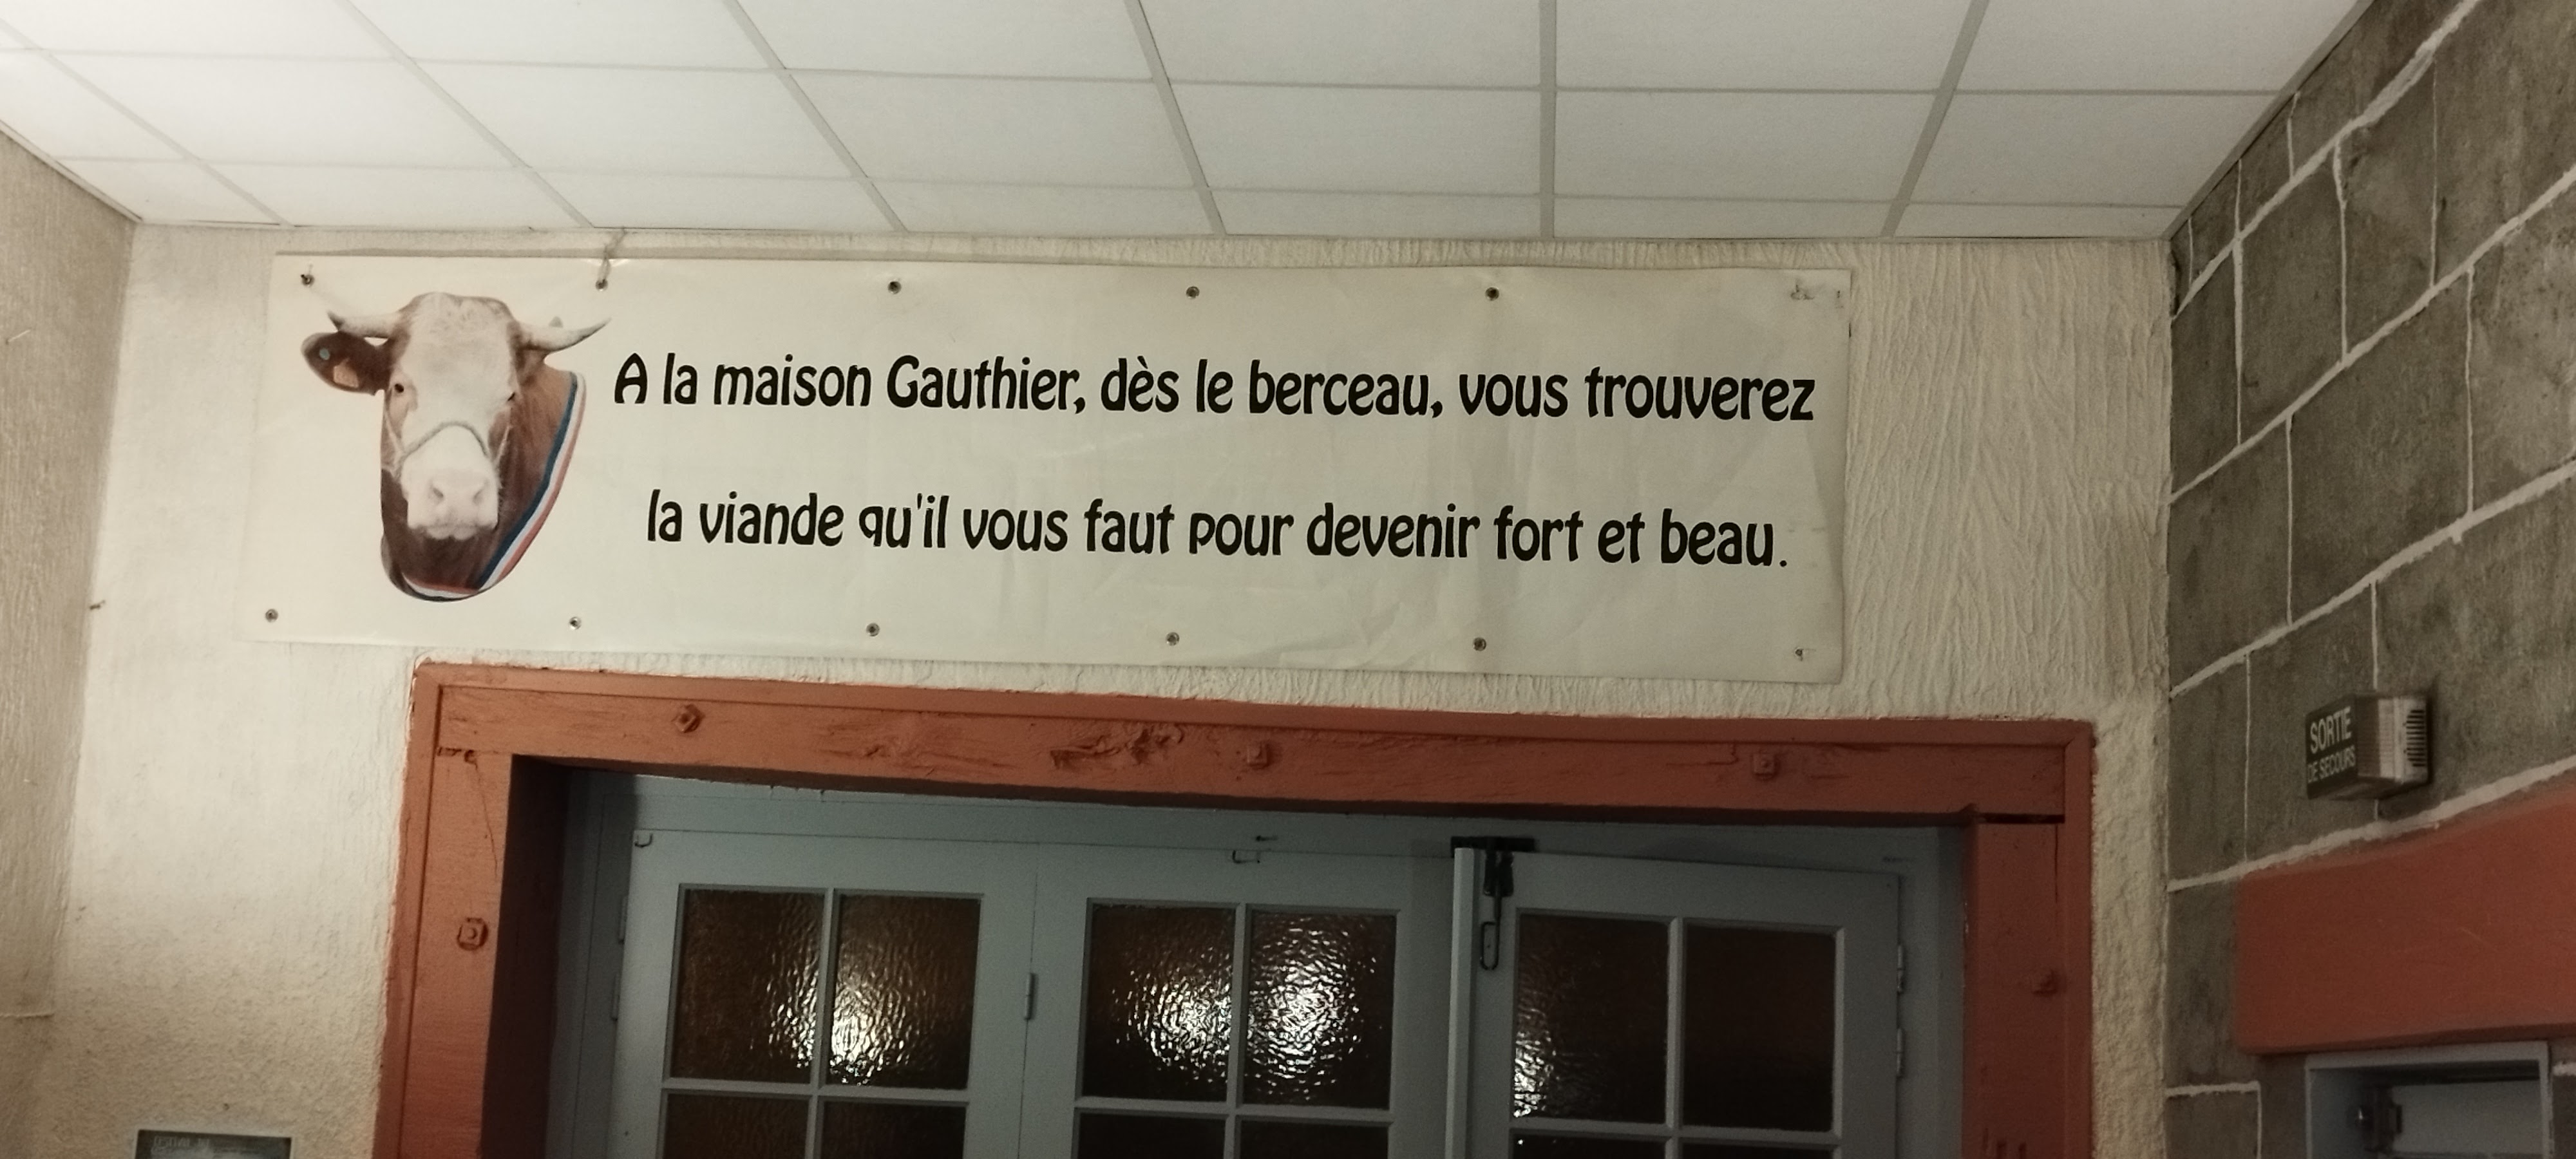 A la maison Gauthier, dès le berceau, vous trouverez
la viande qu'il vous faut pour devenir fort et beau.
SORTIE
DE SECOURS